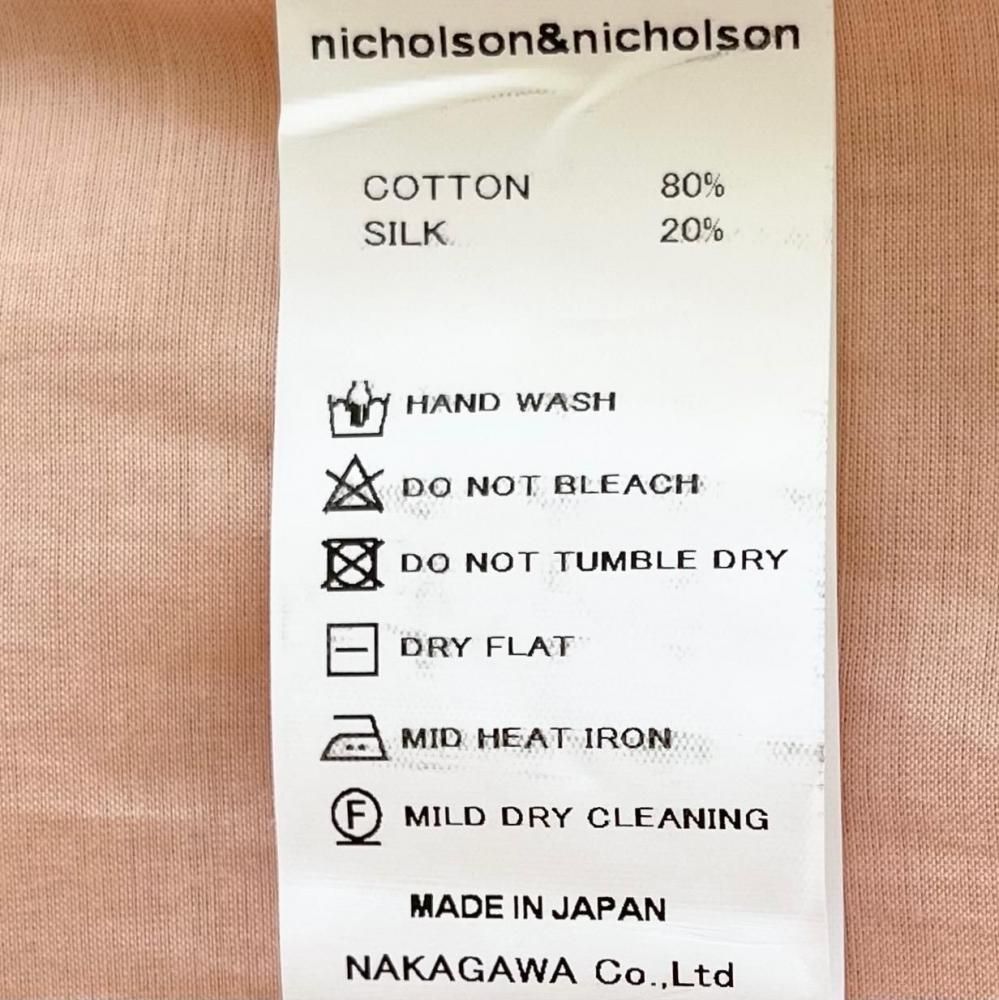 nicholson&nicholson
COTTON 80%
SILK 20%
HAND WASH
DO NOT BLEACH
DO NOT TUMBLE DRY
DRY FLAT
MID HEAT IRON
F MILD DRY CLEANING
MADE IN JAPAN
NAKAGAWA Co.,Ltd